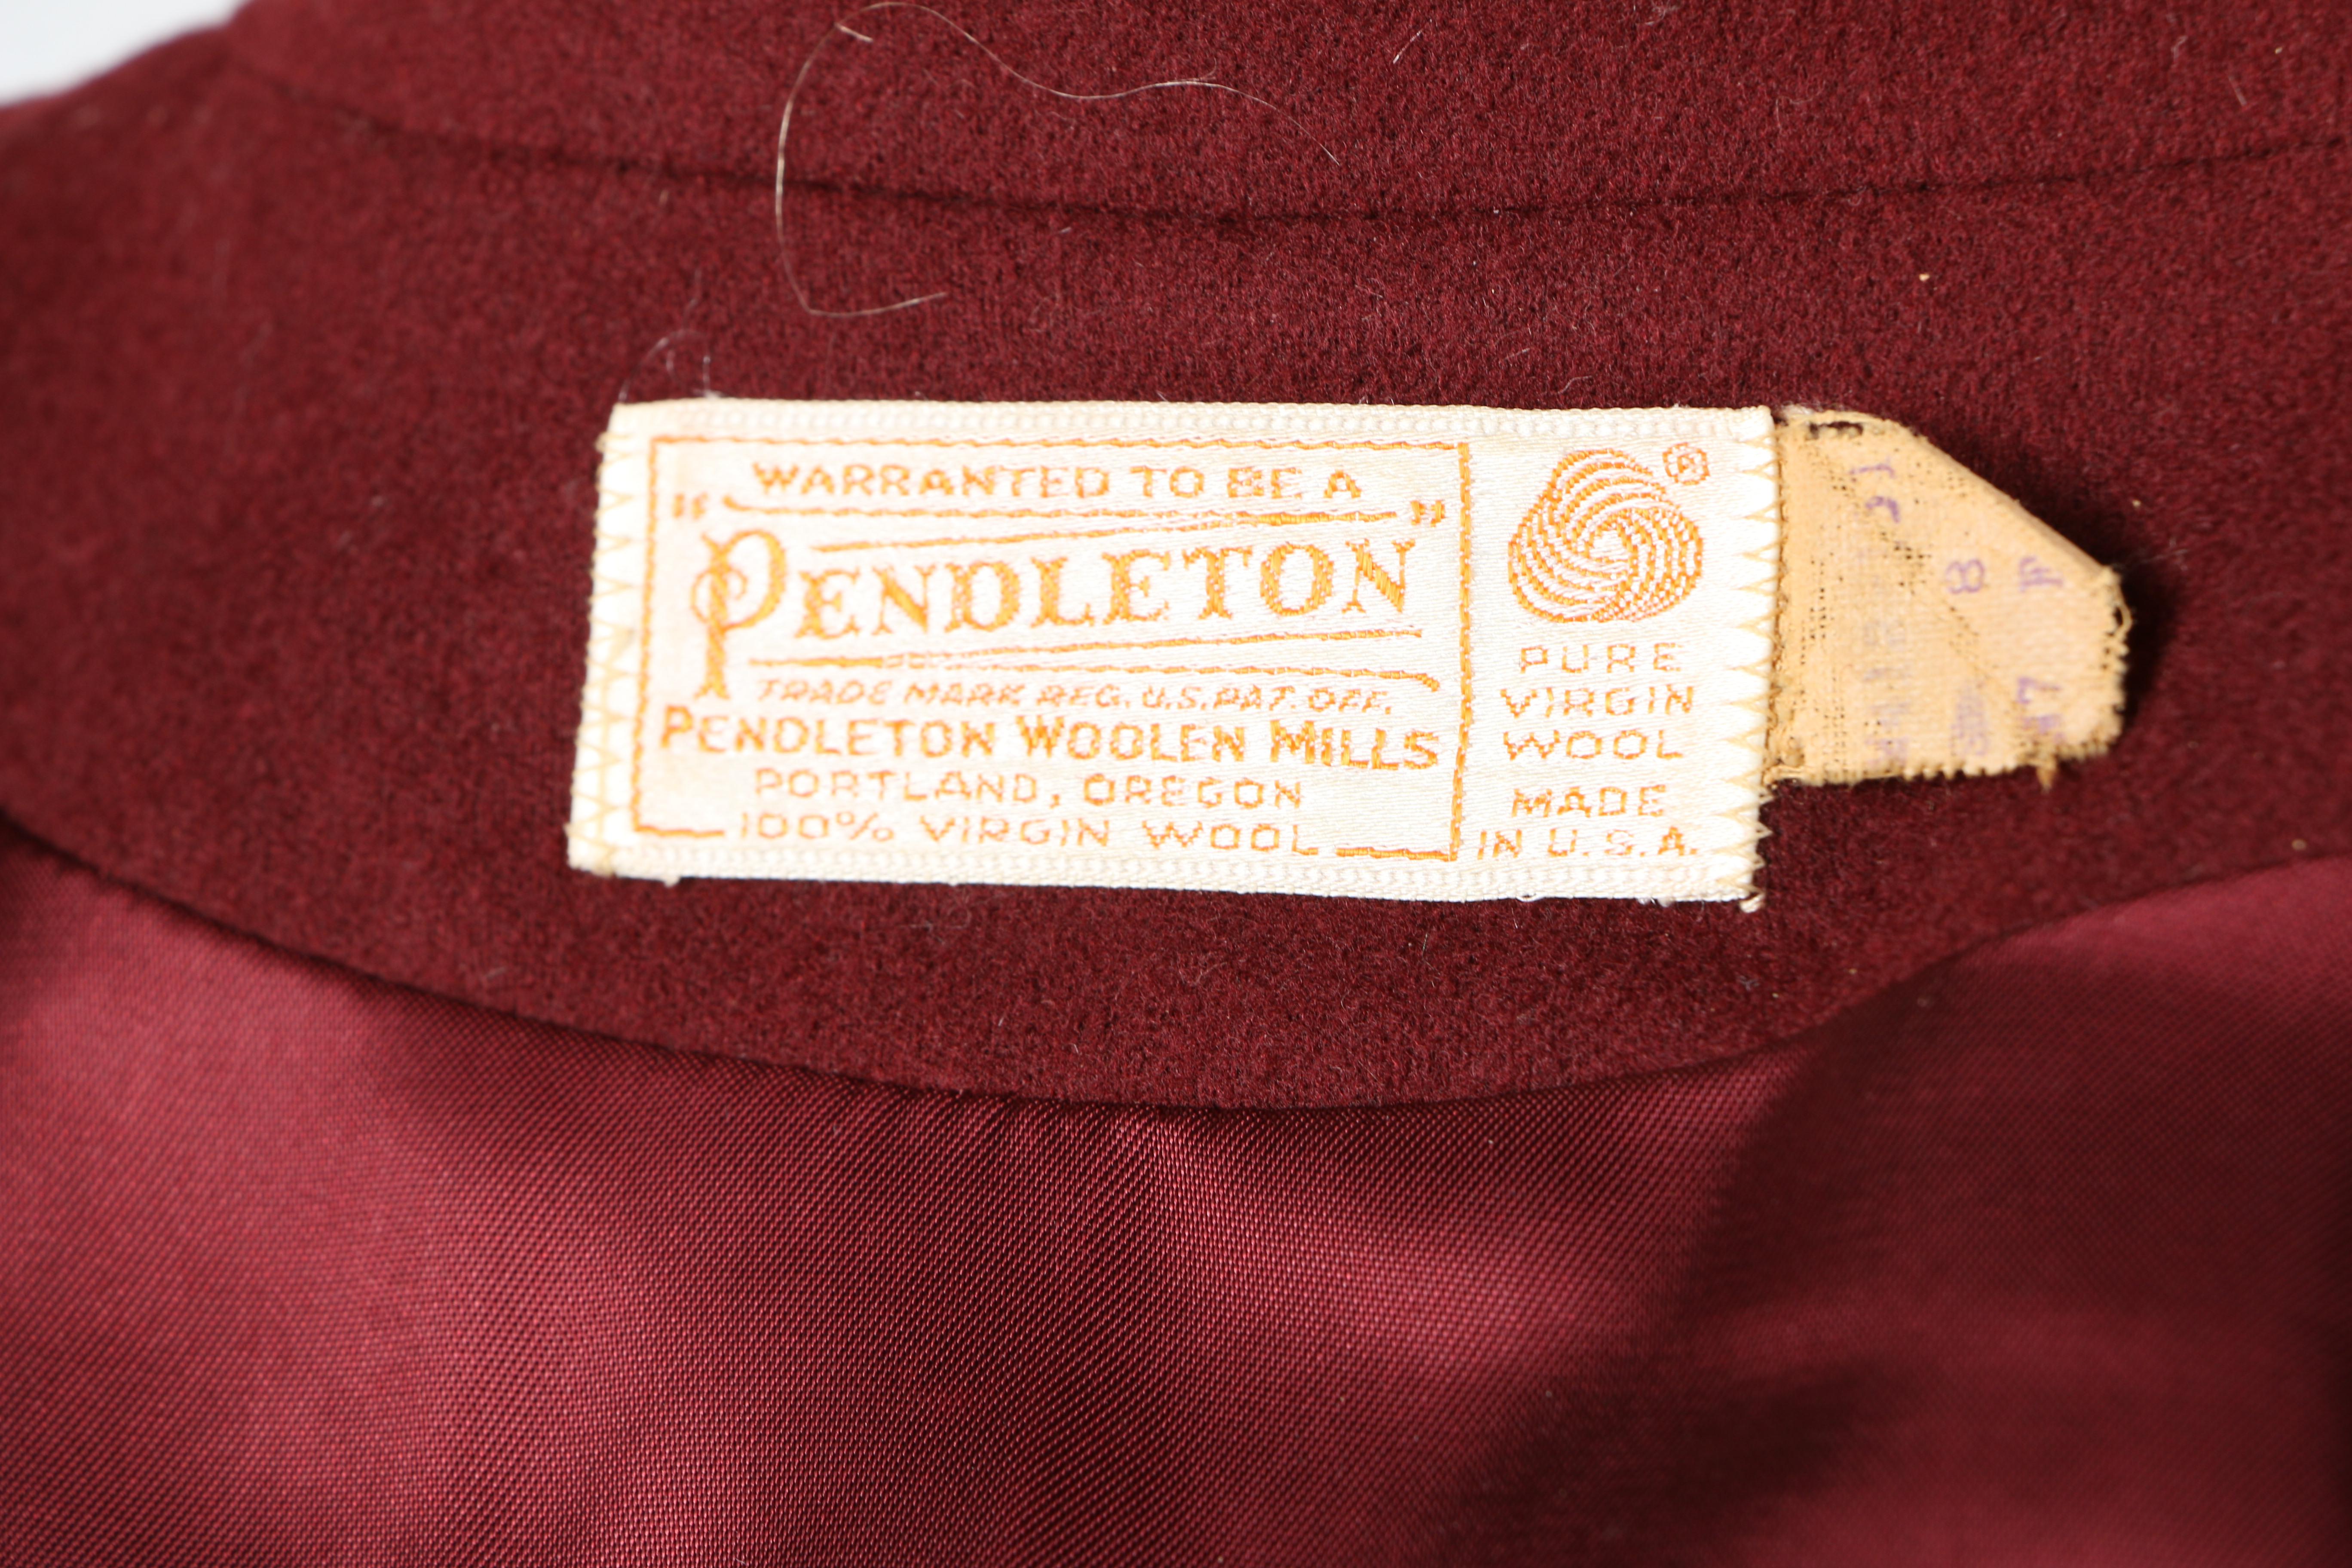 WARRANTED TO BE A
"PENDLETON"
TRADE MARK REG. U.S. PAT. OFF.
PENDLETON WOOLEN MILLS
PORTLAND, OREGON
100% VIRGIN WOOL
®
PURE
VIRGIN
WOOL
MADE
IN U.S.A.
8